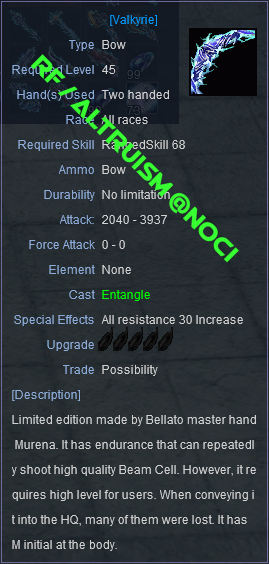 [Valkyrie]
Type Bow
Required Level 45
Hand(s) Used Two handed
Race All races
Required Skill RangedSkill 68
Ammo Bow
Durability No limitation
Attack: 2040 - 3937
Force Attack 0 - 0
Element None
Cast Entangle
Special Effects All resistance 30 Increase
Upgrade
Trade Possibility
[Description]
Limited edition made by Bellato master hand
Murena. It has endurance that can repeatedl
y shoot high quality Beam Cell. However, it re
quires high level for users. When conveying i
t into the HQ, many of them were lost. It has
M initial at the body.
RF / ALTRUISM @NOCI
99